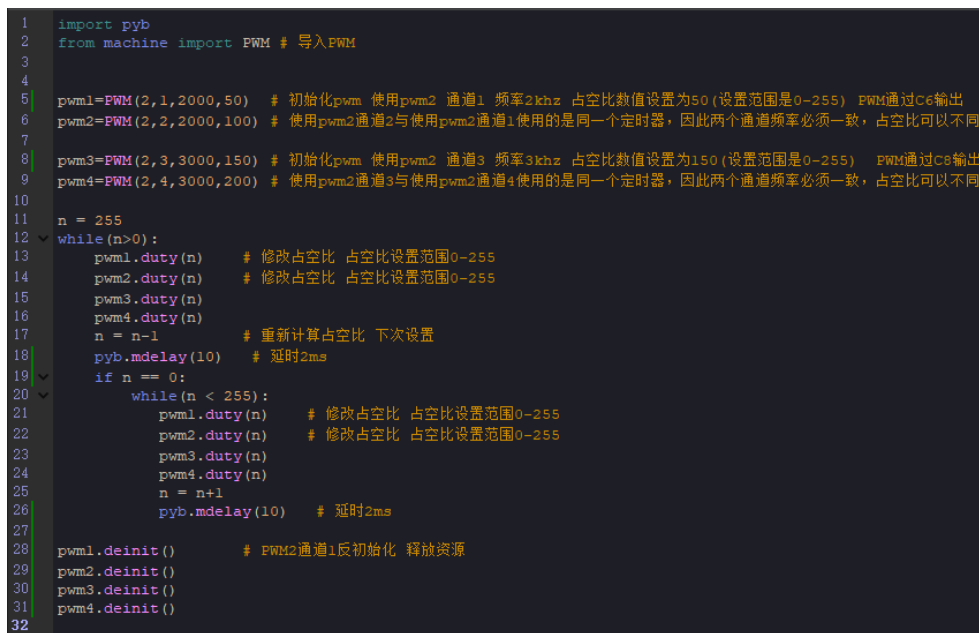 1 import pyb
2 from machine import PWM # 导入PWM
3
4
5 pwm1=PWM(2,1,2000,50)  # 初始化pwm 使用pwm2 通道1 频率2khz 占空比数值设置为50(设置范围是0-255) PWM通过C6输出
6 pwm2=PWM(2,2,2000,100) # 使用pwm2通道2与使用pwm2通道1使用的是同一个定时器，因此两个通道频率必须一致，占空比可以不同
7
8 pwm3=PWM(2,3,3000,150) # 初始化pwm 使用pwm2 通道3 频率3khz 占空比数值设置为150(设置范围是0-255)  PWM通过C8输出
9 pwm4=PWM(2,4,3000,200) # 使用pwm2通道3与使用pwm2通道4使用的是同一个定时器，因此两个通道频率必须一致，占空比可以不同
10
11 n = 255
12 while(n>0):
13     pwm1.duty(n)    # 修改占空比 占空比设置范围0-255
14     pwm2.duty(n)    # 修改占空比 占空比设置范围0-255
15     pwm3.duty(n)
16     pwm4.duty(n)
17     n = n-1         # 重新计算占空比 下次设置
18     pyb.mdelay(10)   # 延时2ms
19     if n == 0:
20         while(n < 255):
21            pwm1.duty(n)    # 修改占空比 占空比设置范围0-255
22            pwm2.duty(n)    # 修改占空比 占空比设置范围0-255
23            pwm3.duty(n)
24            pwm4.duty(n)
25            n = n+1
26            pyb.mdelay(10)   # 延时2ms
27
28 pwm1.deinit()        # PWM2通道1反初始化 释放资源
29 pwm2.deinit()
30 pwm3.deinit()
31 pwm4.deinit()
32